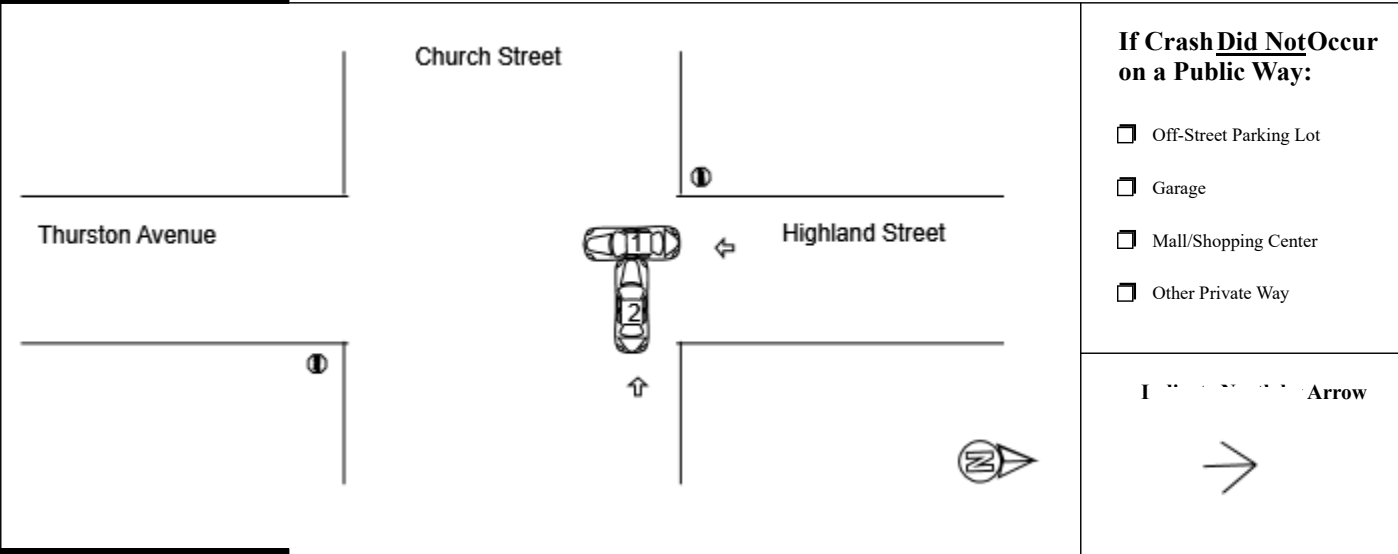 Church Street
Thurston Avenue
Highland Street
1
2
N
If Crash Did Not Occur
on a Public Way:
Off-Street Parking Lot
Garage
Mall/Shopping Center
Other Private Way
Arrow